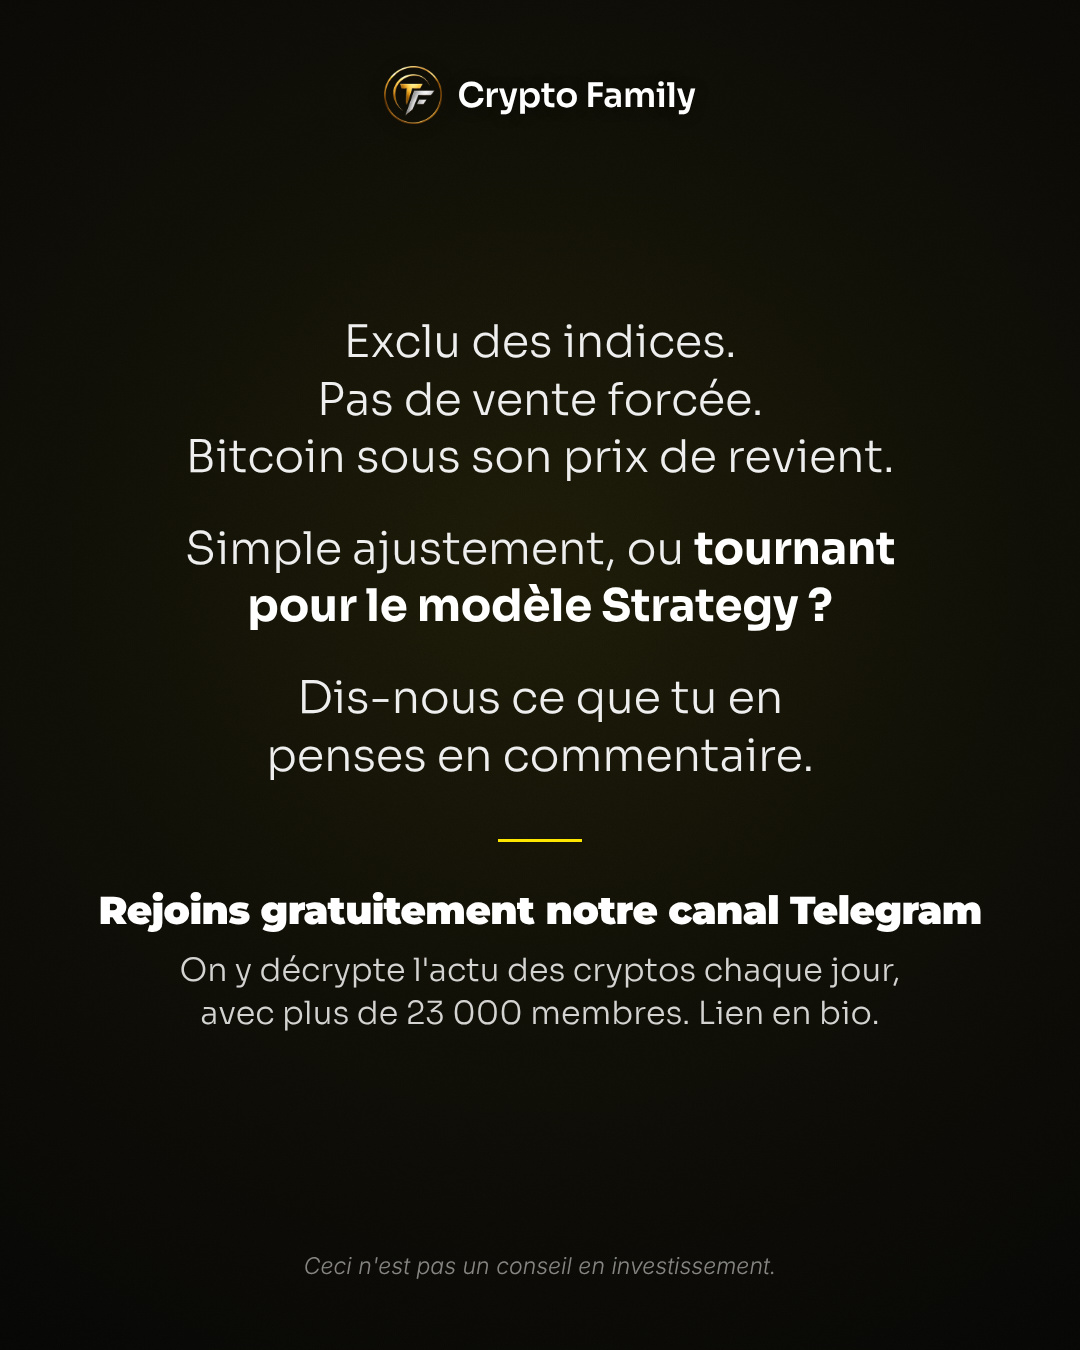 TF Crypto Family
Exclu des indices.
Pas de vente forcée.
Bitcoin sous son prix de revient.
Simple ajustement, ou tournant
pour le modèle Strategy ?
Dis-nous ce que tu en
penses en commentaire.
Rejoins gratuitement notre canal Telegram
On y décrypte l'actu des cryptos chaque jour,
avec plus de 23 000 membres. Lien en bio.
Ceci n'est pas un conseil en investissement.